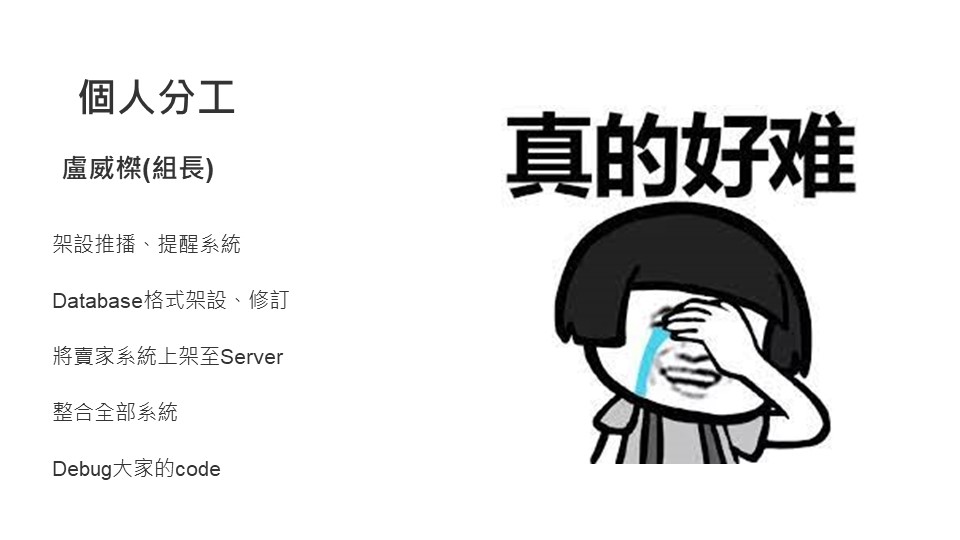 個人分工
盧威榤(組長)
真的好难
架設推播、提醒系統
Database格式架設、修訂
將賣家系統上架至Server
整合全部系統
Debug大家的code